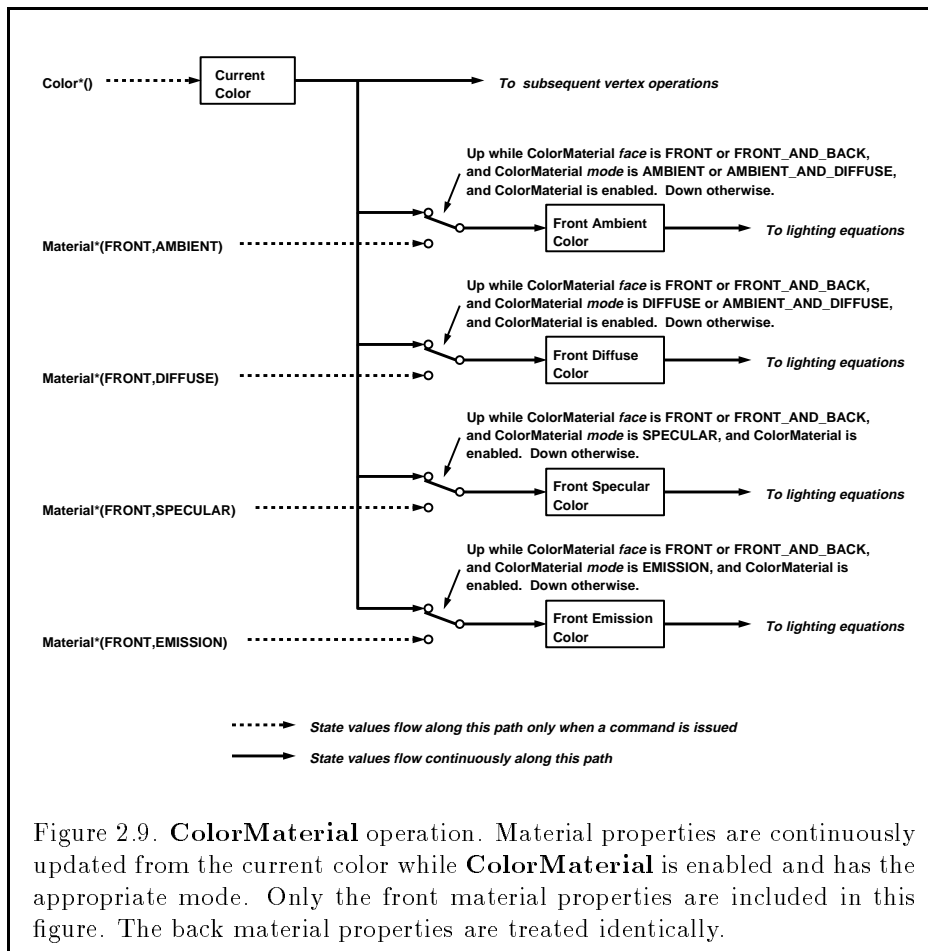 Color*()
Current
Color
To subsequent vertex operations
Up while ColorMaterial face is FRONT or FRONT_AND_BACK,
and ColorMaterial mode is AMBIENT or AMBIENT_AND_DIFFUSE,
and ColorMaterial is enabled. Down otherwise.
Material*(FRONT,AMBIENT)
Front Ambient
Color
To lighting equations
Up while ColorMaterial face is FRONT or FRONT_AND_BACK,
and ColorMaterial mode is DIFFUSE or AMBIENT_AND_DIFFUSE,
and ColorMaterial is enabled. Down otherwise.
Material*(FRONT,DIFFUSE)
Front Diffuse
Color
To lighting equations
Up while ColorMaterial face is FRONT or FRONT_AND_BACK,
and ColorMaterial mode is SPECULAR, and ColorMaterial is
enabled. Down otherwise.
Material*(FRONT,SPECULAR)
Front Specular
Color
To lighting equations
Up while ColorMaterial face is FRONT or FRONT_AND_BACK,
and ColorMaterial mode is EMISSION, and ColorMaterial is
enabled. Down otherwise.
Material*(FRONT,EMISSION)
Front Emission
Color
To lighting equations
State values flow along this path only when a command is issued
State values flow continuously along this path
Figure 2.9. ColorMaterial operation. Material properties are continuously
updated from the current color while ColorMaterial is enabled and has the
appropriate mode. Only the front material properties are included in this
figure. The back material properties are treated identically.